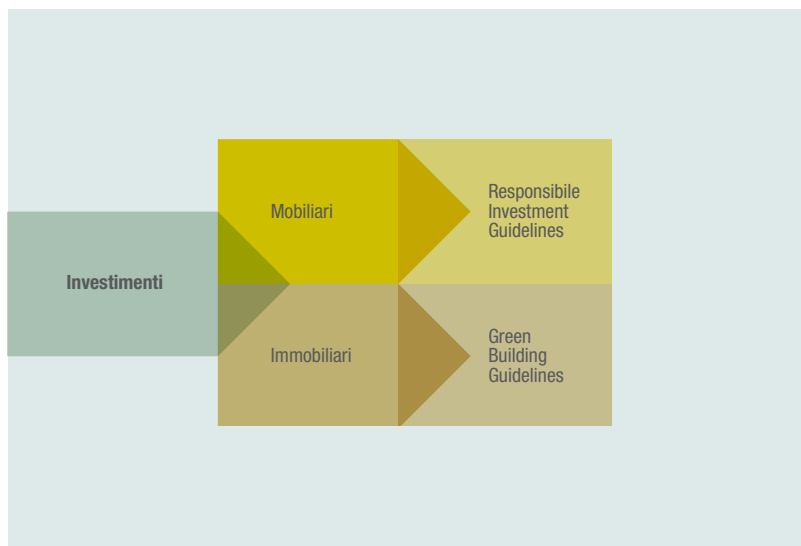 Investimenti
Mobiliari
Responsibile
Investment
Guidelines
Immobiliari
Green
Building
Guidelines